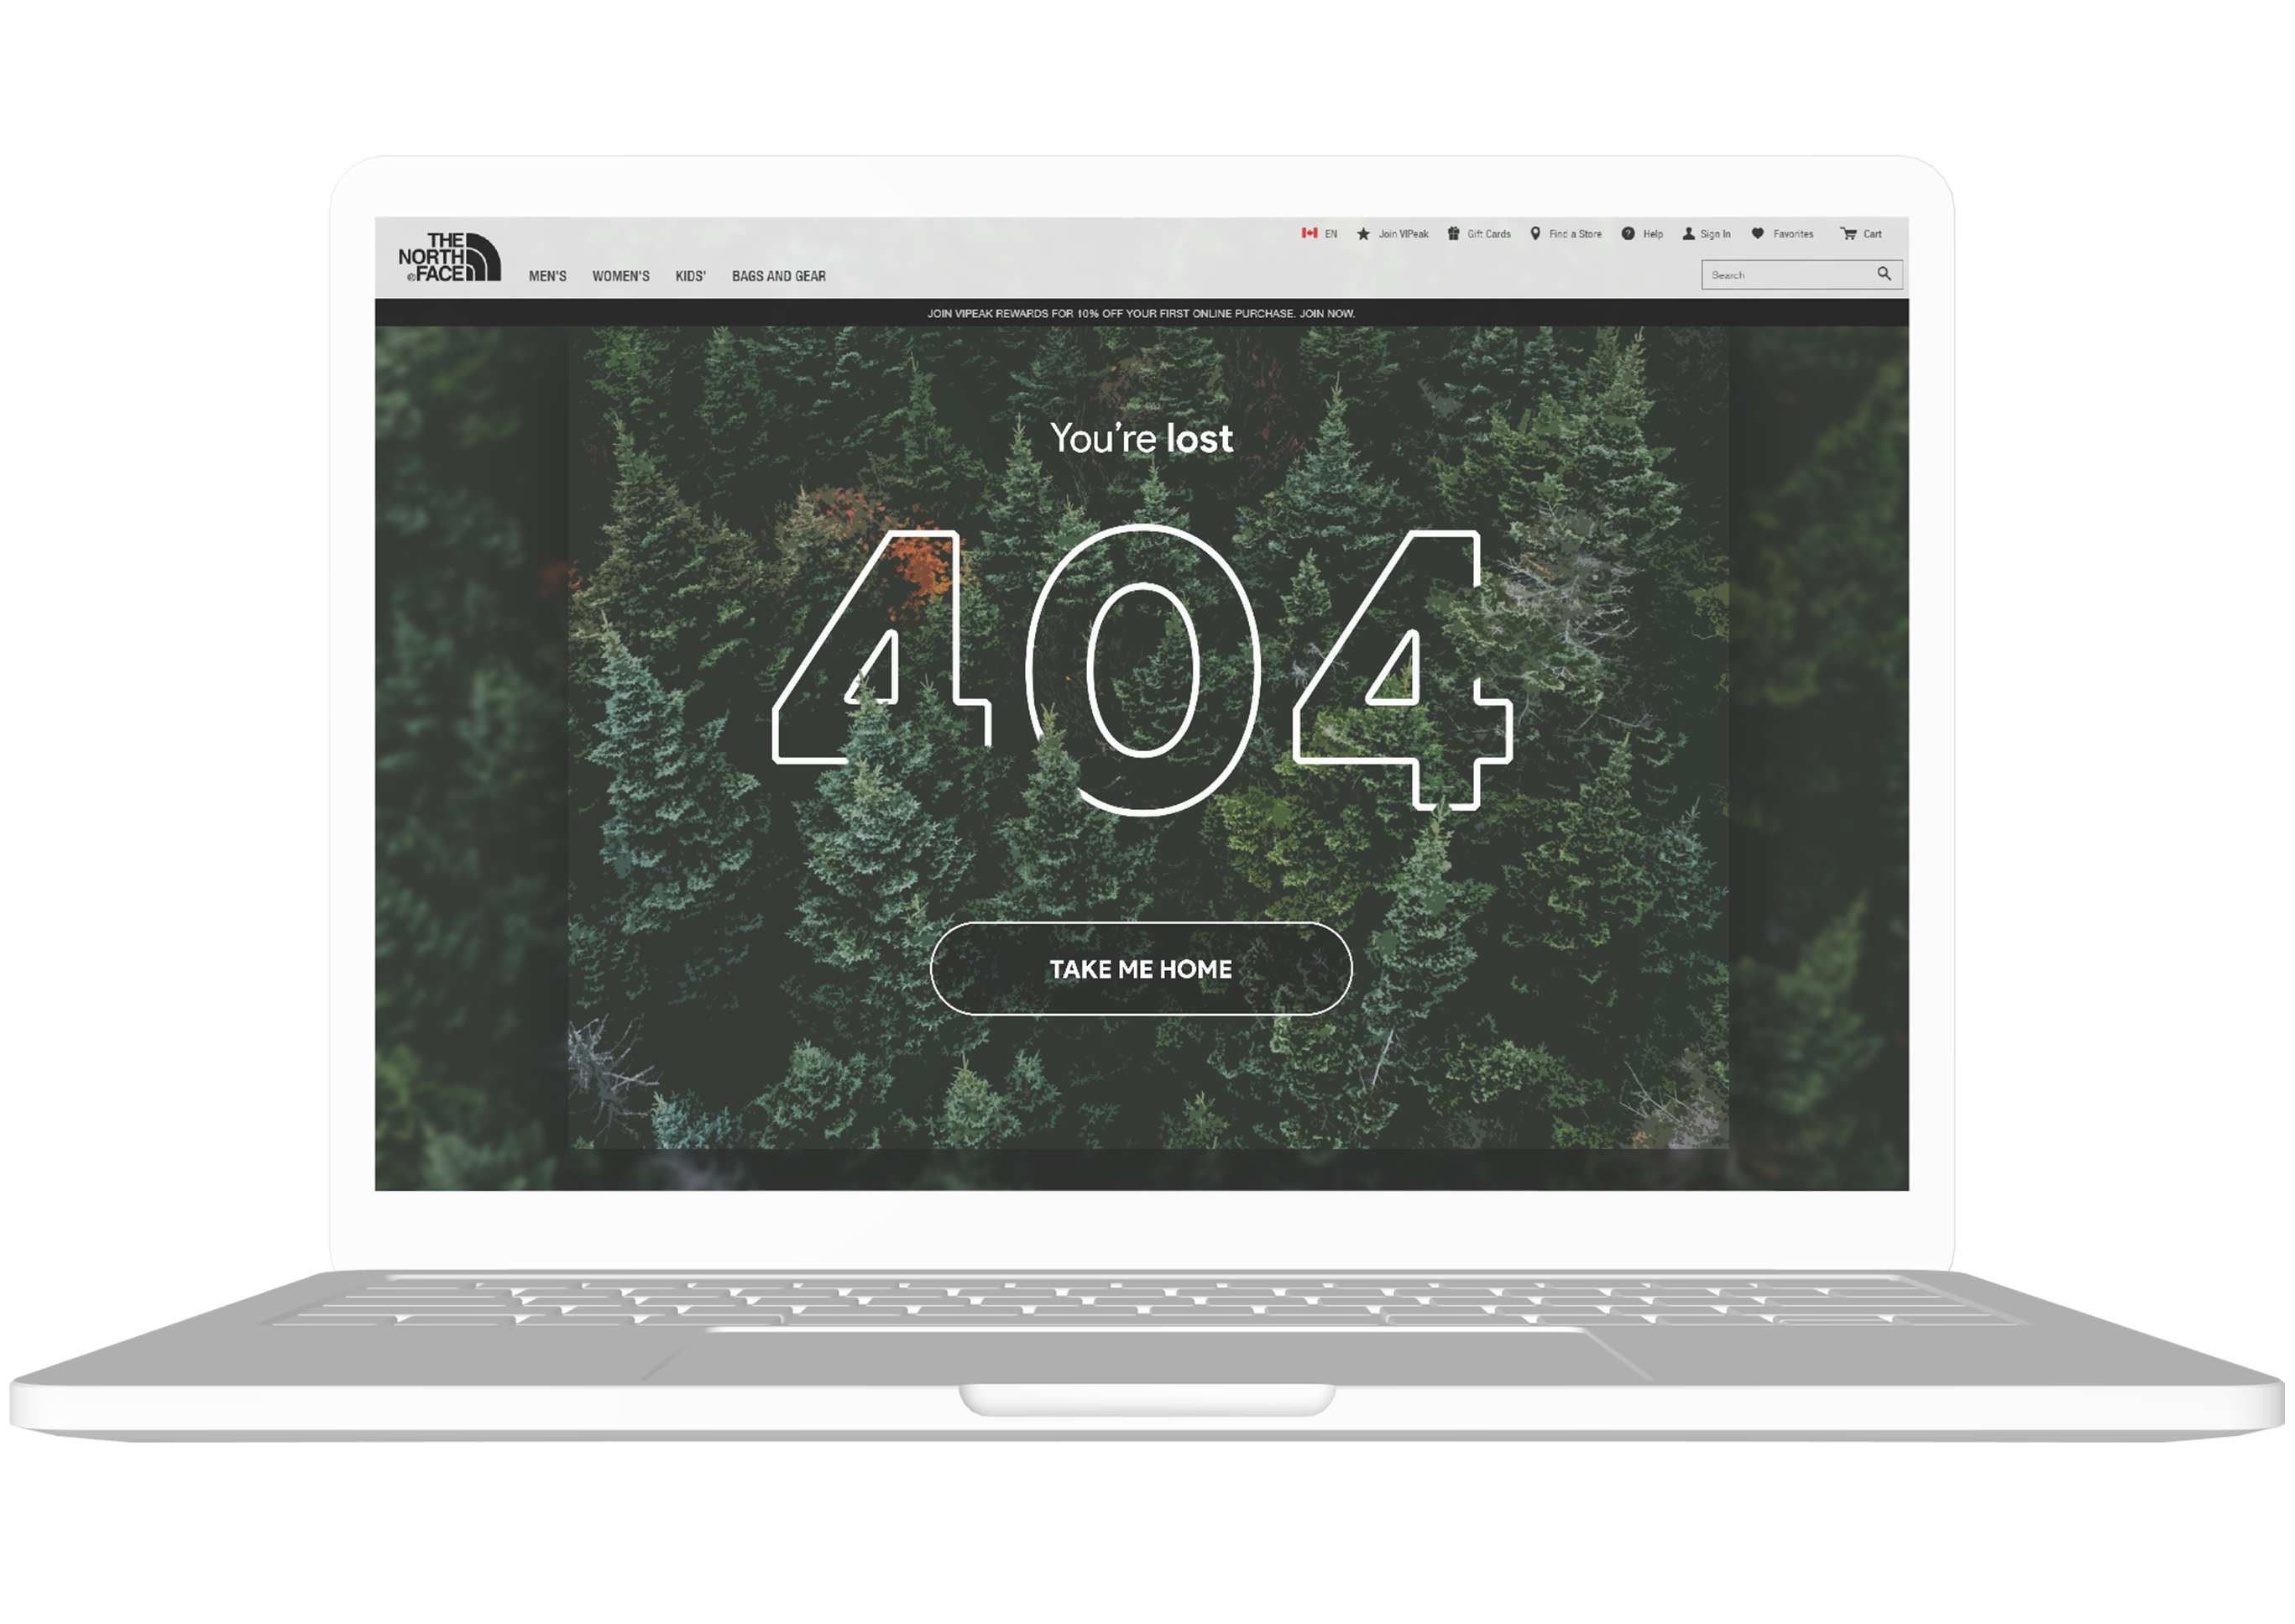 THE
NORTH
FACE
EN
Join VIPeak
Gift Cards
Find a Store
Help
Sign In
Favorites
Cart
MEN'S
WOMEN'S
KIDS'
BAGS AND GEAR
Search
JOIN VIPEAK REWARDS FOR 10% OFF YOUR FIRST ONLINE PURCHASE. JOIN NOW.
You're lost
404
TAKE ME HOME